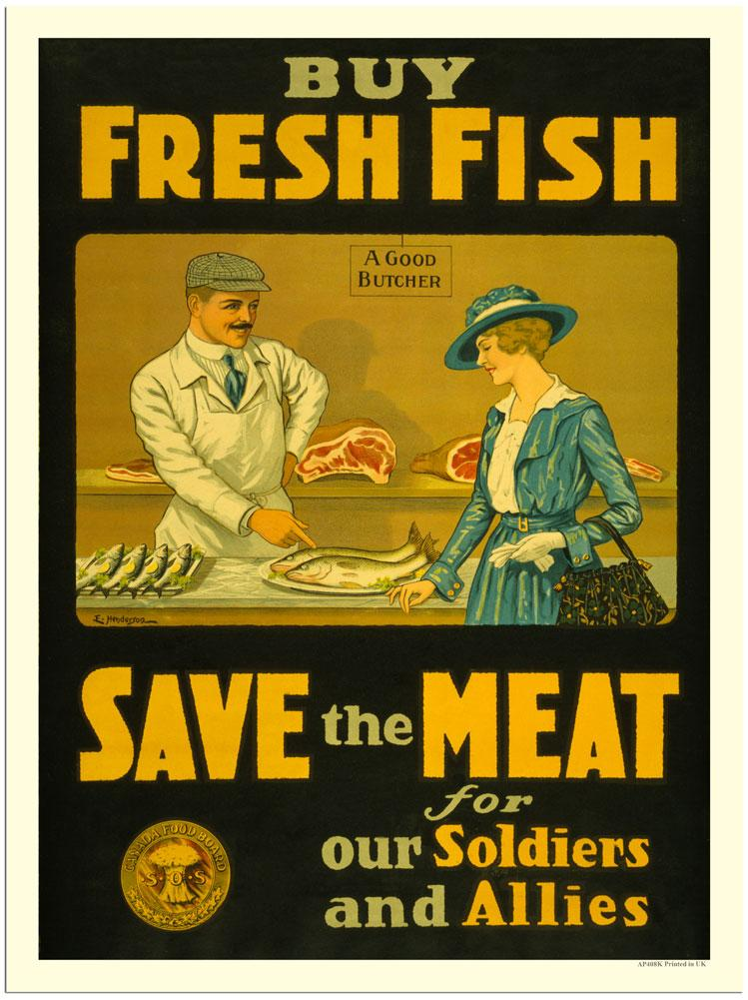 BUY
FRESH FISH
A GOOD
BUTCHER
E. Henderson
SAVE the MEAT
for
our Soldiers
and Allies
CANADA FOOD BOARD
S·O·S
AP408K Printed in UK